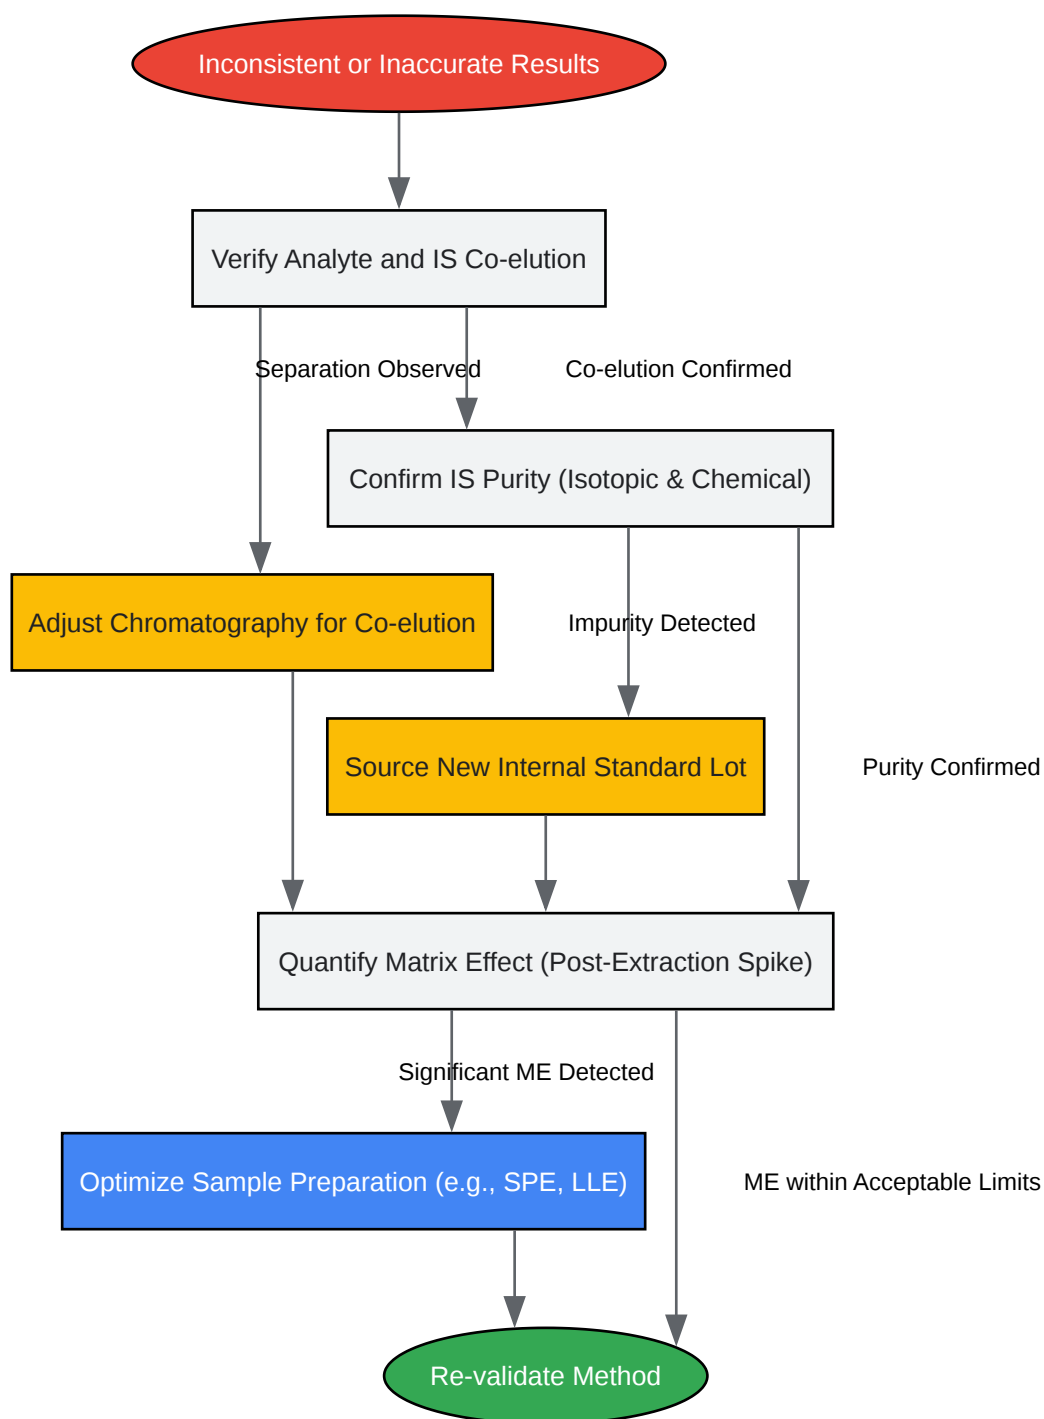 Inconsistent or Inaccurate Results
Verify Analyte and IS Co-elution
Separation Observed
Co-elution Confirmed
Confirm IS Purity (Isotopic & Chemical)
Adjust Chromatography for Co-elution
Impurity Detected
Source New Internal Standard Lot
Purity Confirmed
Quantify Matrix Effect (Post-Extraction Spike)
Significant ME Detected
Optimize Sample Preparation (e.g., SPE, LLE)
ME within Acceptable Limits
Re-validate Method